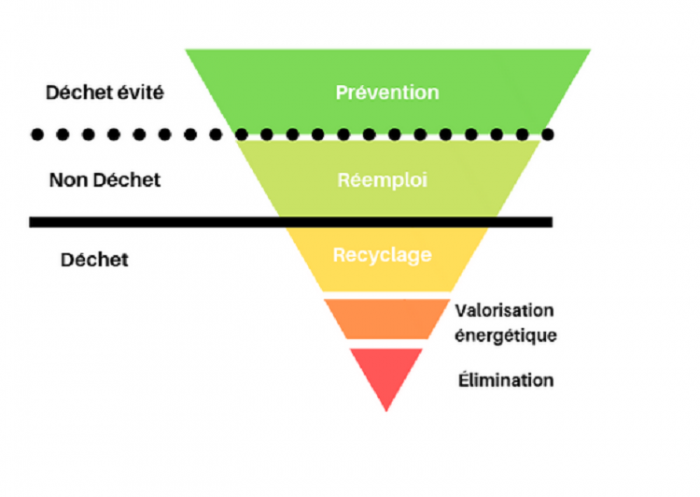 Déchet évité
Prévention
Non Déchet
Réemploi
Déchet
Recyclage
Valorisation
énergétique
Élimination